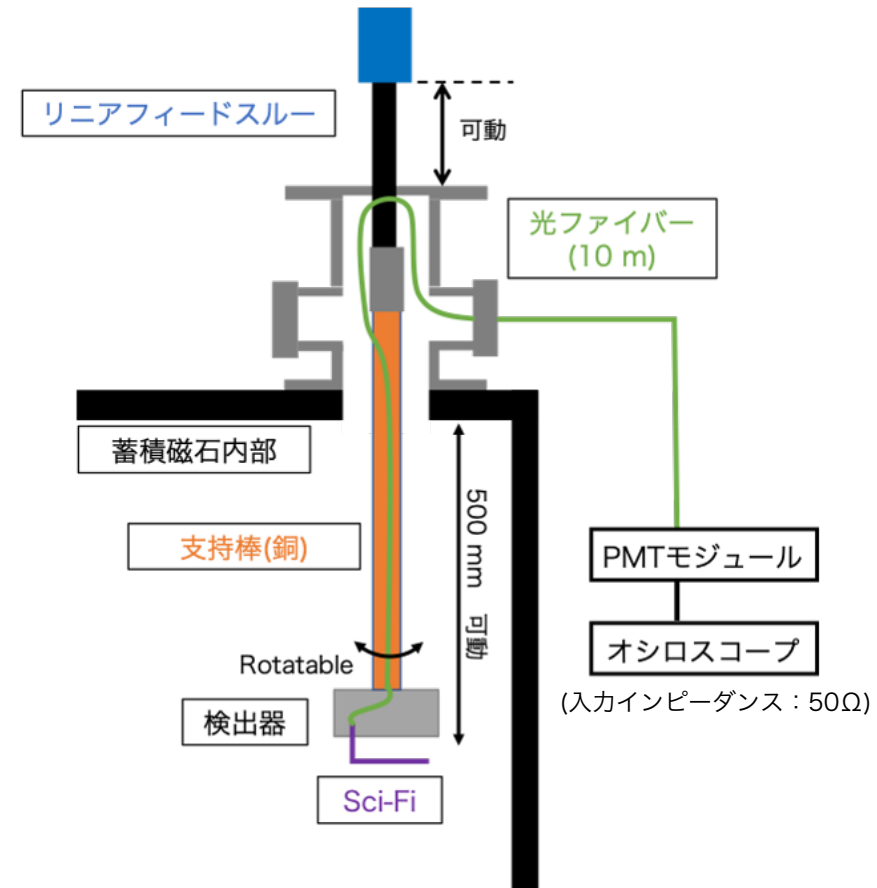 リニアフィードスルー
可動
光ファイバー
(10 m)
蓄積磁石内部
500 mm 可動
支持棒(銅)
PMTモジュール
オシロスコープ
(入力インピーダンス：50Ω)
Rotatable
検出器
Sci-Fi